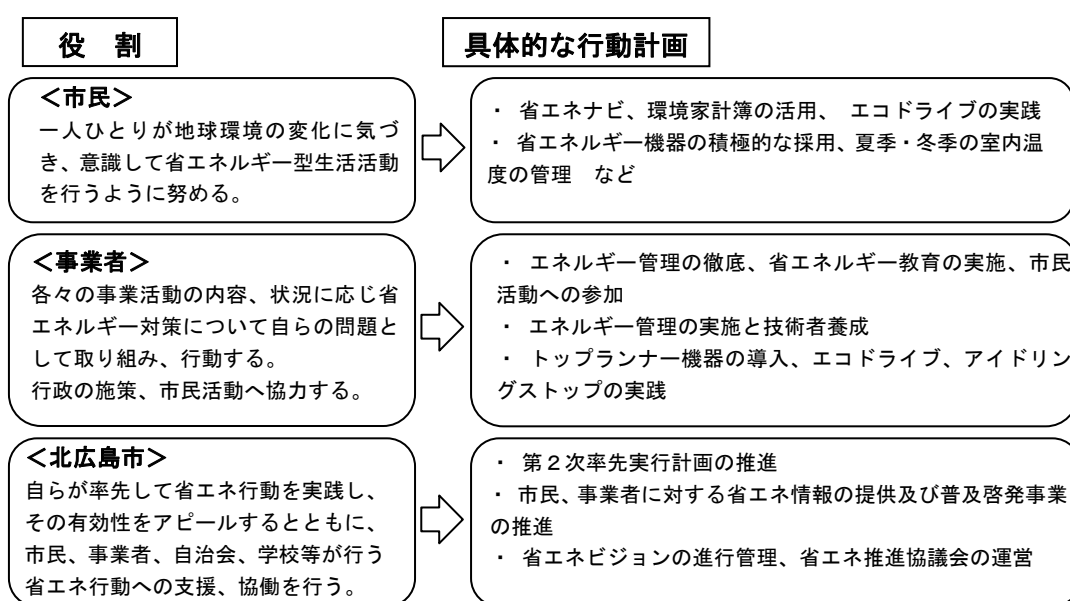 役　割
具体的な行動計画
＜市民＞
一人ひとりが地球環境の変化に気づ
き、意識して省エネルギー型生活活動
を行うように努める。
・ 省エネナビ、環境家計簿の活用、 エコドライブの実践
・ 省エネルギー機器の積極的な採用、夏季・冬季の室内温
度の管理　など
＜事業者＞
各々の事業活動の内容、状況に応じ省
エネルギー対策について自らの問題と
して取り組み、行動する。
行政の施策、市民活動へ協力する。
・ エネルギー管理の徹底、省エネルギー教育の実施、市民
活動への参加
・ エネルギー管理の実施と技術者養成
・ トップランナー機器の導入、エコドライブ、アイドリン
グストップの実践
＜北広島市＞
自らが率先して省エネ行動を実践し、
その有効性をアピールするとともに、
市民、事業者、自治会、学校等が行う
省エネ行動への支援、協働を行う。
・ 第２次率先実行計画の推進
・ 市民、事業者に対する省エネ情報の提供及び普及啓発事業
の推進
・ 省エネビジョンの進行管理、省エネ推進協議会の運営